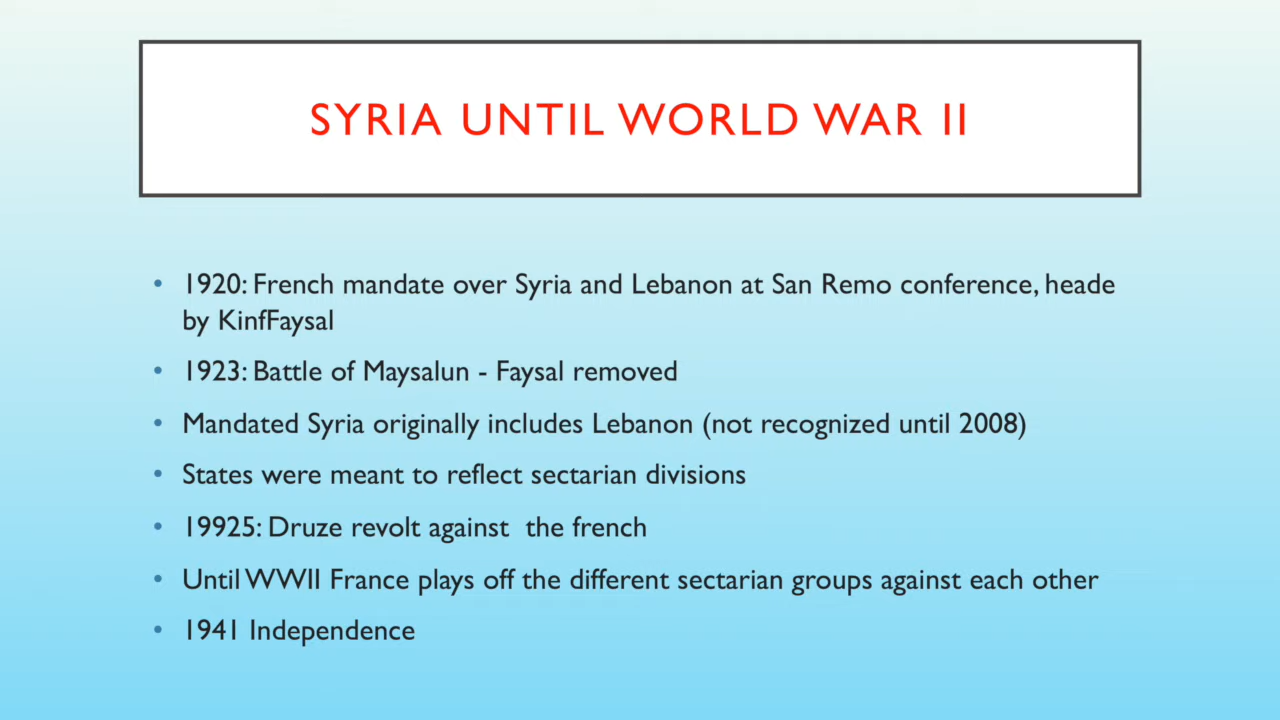 SYRIA UNTIL WORLD WAR II
• 1920: French mandate over Syria and Lebanon at San Remo conference, heade
by KinfFaysal
• 1923: Battle of Maysalun - Faysal removed
• Mandated Syria originally includes Lebanon (not recognized until 2008)
• States were meant to reflect sectarian divisions
• 19925: Druze revolt against  the french
• Until WWII France plays off the different sectarian groups against each other
• 1941 Independence